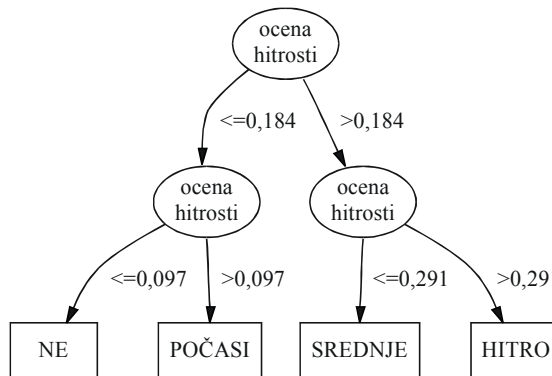 ocena
hitrosti
<=0,184
>0,184
ocena
hitrosti
ocena
hitrosti
<=0,097
>0,097
<=0,291
>0,29
NE
POČASI
SREDNJE
HITRO